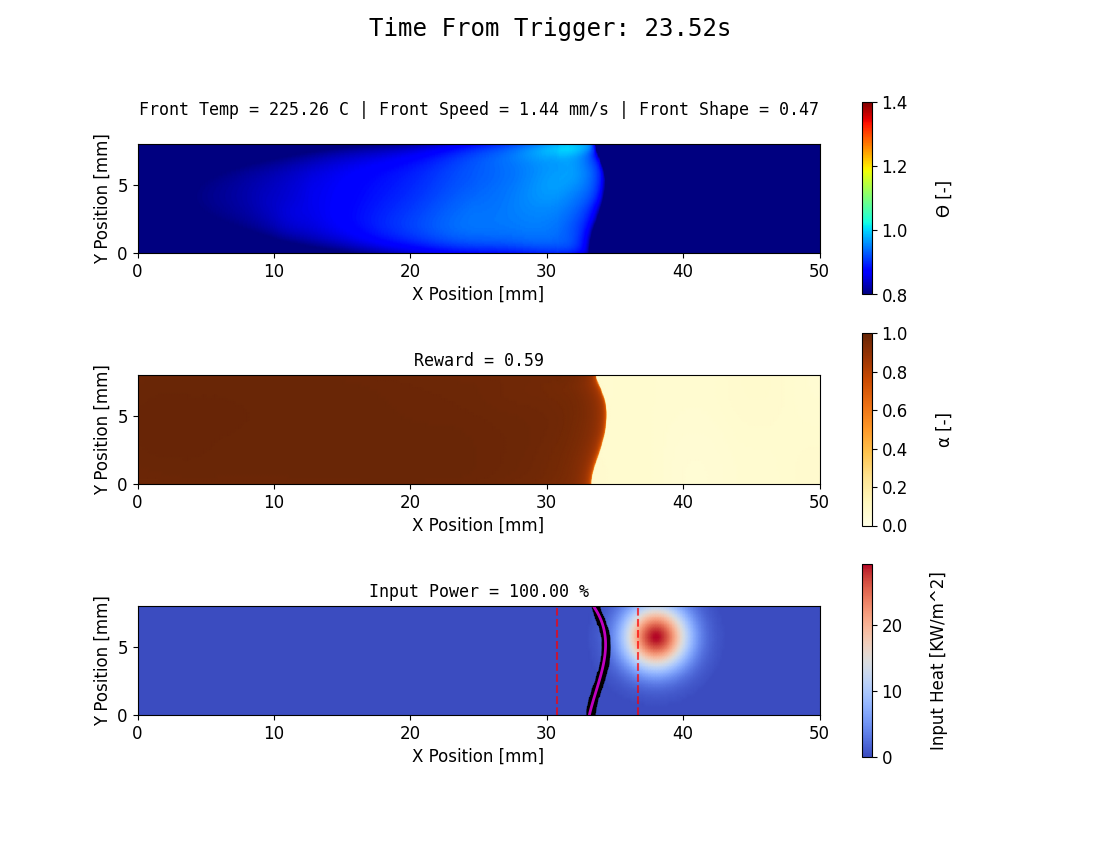 Time From Trigger: 23.52s
Front Temp = 225.26 C | Front Speed = 1.44 mm/s | Front Shape = 0.47
Y Position [mm]
5
0
0 10 20 30 40 50
X Position [mm]
1.4
1.2
1.0
0.8
Θ [-]
Reward = 0.59
Y Position [mm]
5
0
0 10 20 30 40 50
X Position [mm]
1.0
0.8
0.6
0.4
0.2
0.0
α [-]
Input Power = 100.00 %
Y Position [mm]
5
0
0 10 20 30 40 50
X Position [mm]
20
10
0
Input Heat [KW/m^2]